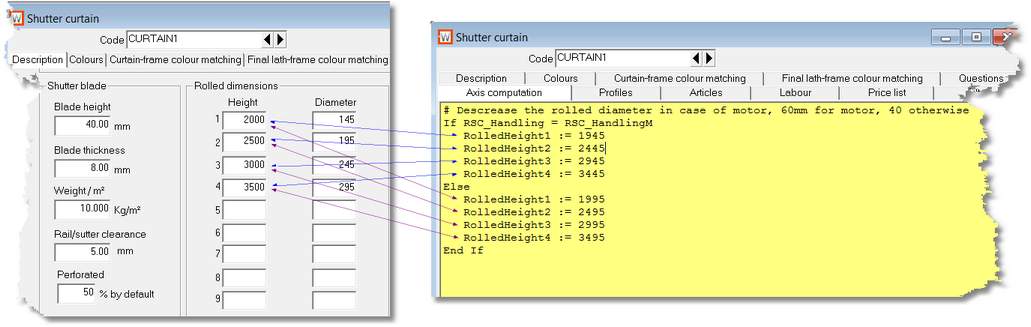 Shutter curtain
Code CURTAIN1
Description Colours Curtain-frame colour matching Final lath-frame colour matching
Shutter blade
Blade height
40.00 mm
Blade thickness
8.00 mm
Weight / m²
10.000 Kg/m²
Rail/sutter clearance
5.00 mm
Perforated
50 % by default
Rolled dimensions
Height Diameter
1 2000 145
2 2500 195
3 3000 245
4 3500 295
5
6
7
8
9
Shutter curtain
Code CURTAIN1
Description Colours Curtain-frame colour matching Final lath-frame colour matching Questions
Axis computation Profiles Articles Labour Price list
# Descrease the rolled diameter in case of motor, 60mm for motor, 40 otherwise
If RSC_Handling = RSC_HandlingM
RolledHeight1 := 1945
RolledHeight2 := 2445
RolledHeight3 := 2945
RolledHeight4 := 3445
Else
RolledHeight1 := 1995
RolledHeight2 := 2495
RolledHeight3 := 2995
RolledHeight4 := 3495
End If